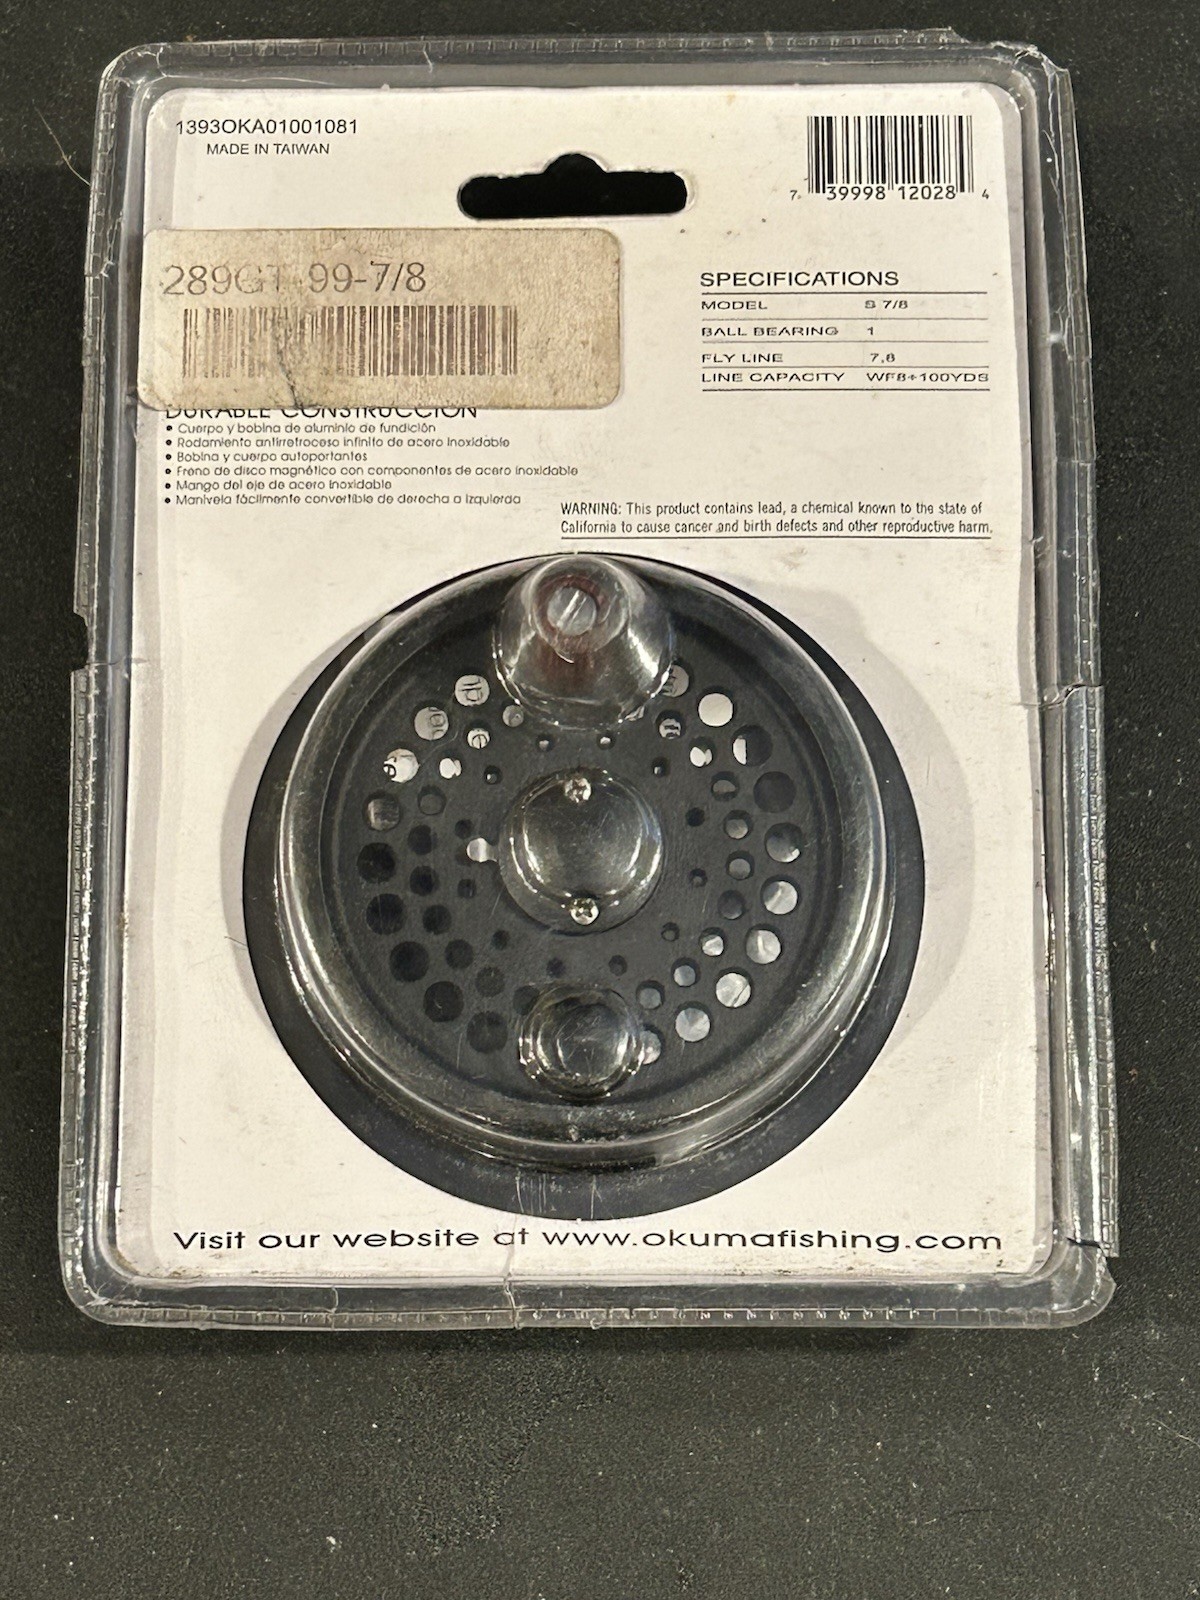 1393OKA01001081
MADE IN TAIWAN
7 39998 12028 4
289GT 99-7/8
SPECIFICATIONS
MODEL S 7/8
BALL BEARING 1
FLY LINE 7,8
LINE CAPACITY WF8+100YDS
DURABLE CONSTRUCCION
• Cuerpo y bobina de aluminio de fundición
• Rodamiento antirretroceso infinito de acero inoxidable
• Bobina y cuerpo autoportantes
• Freno de disco magnético con componentes de acero inoxidable
• Mango del eje de acero inoxidable
• Manivela fácilmente convertible de derecha a izquierda
WARNING: This product contains lead, a chemical known to the state of
California to cause cancer and birth defects and other reproductive harm.
Visit our website at www.okumafishing.com